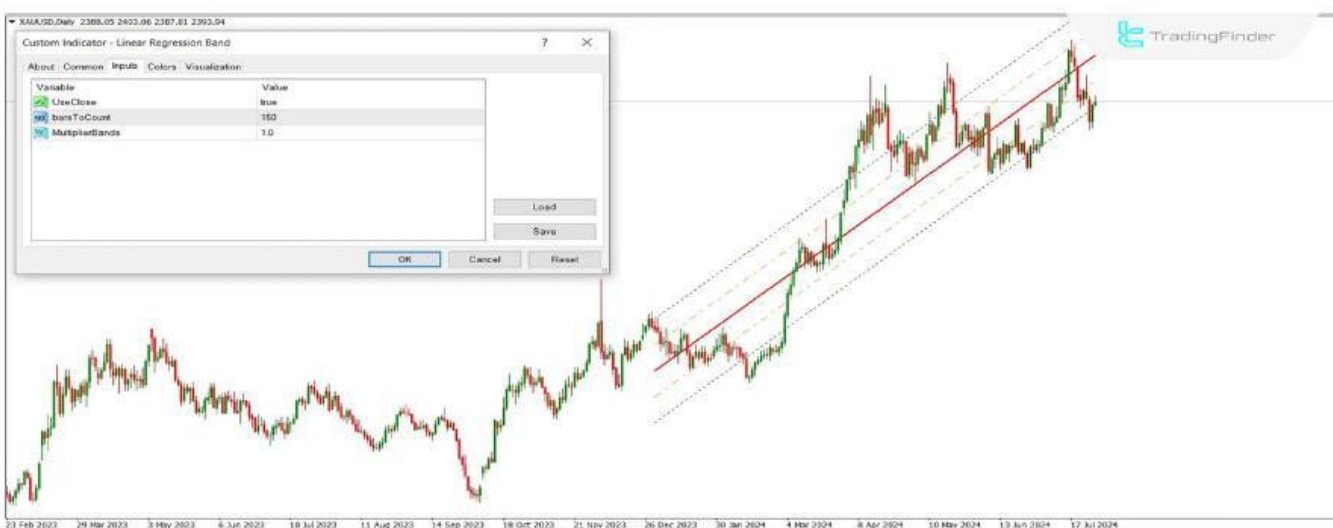 XAUUSD,Daily 2388.05 2403.06 2387.81 2393.94
TradingFinder
Custom Indicator - Linear Regression Band ? ×
About Common Inputs Colors Visualization
Variable Value
UseClose true
barsToCount 150
MultiplierBands 1.0
Load
Save
OK Cancel Reset
23 Feb 2023 29 Mar 2023 3 May 2023 6 Jun 2023 10 Jul 2023 11 Aug 2023 14 Sep 2023 18 Oct 2023 21 Nov 2023 26 Dec 2023 30 Jan 2024 4 Mar 2024 8 Apr 2024 10 May 2024 13 Jun 2024 17 Jul 2024